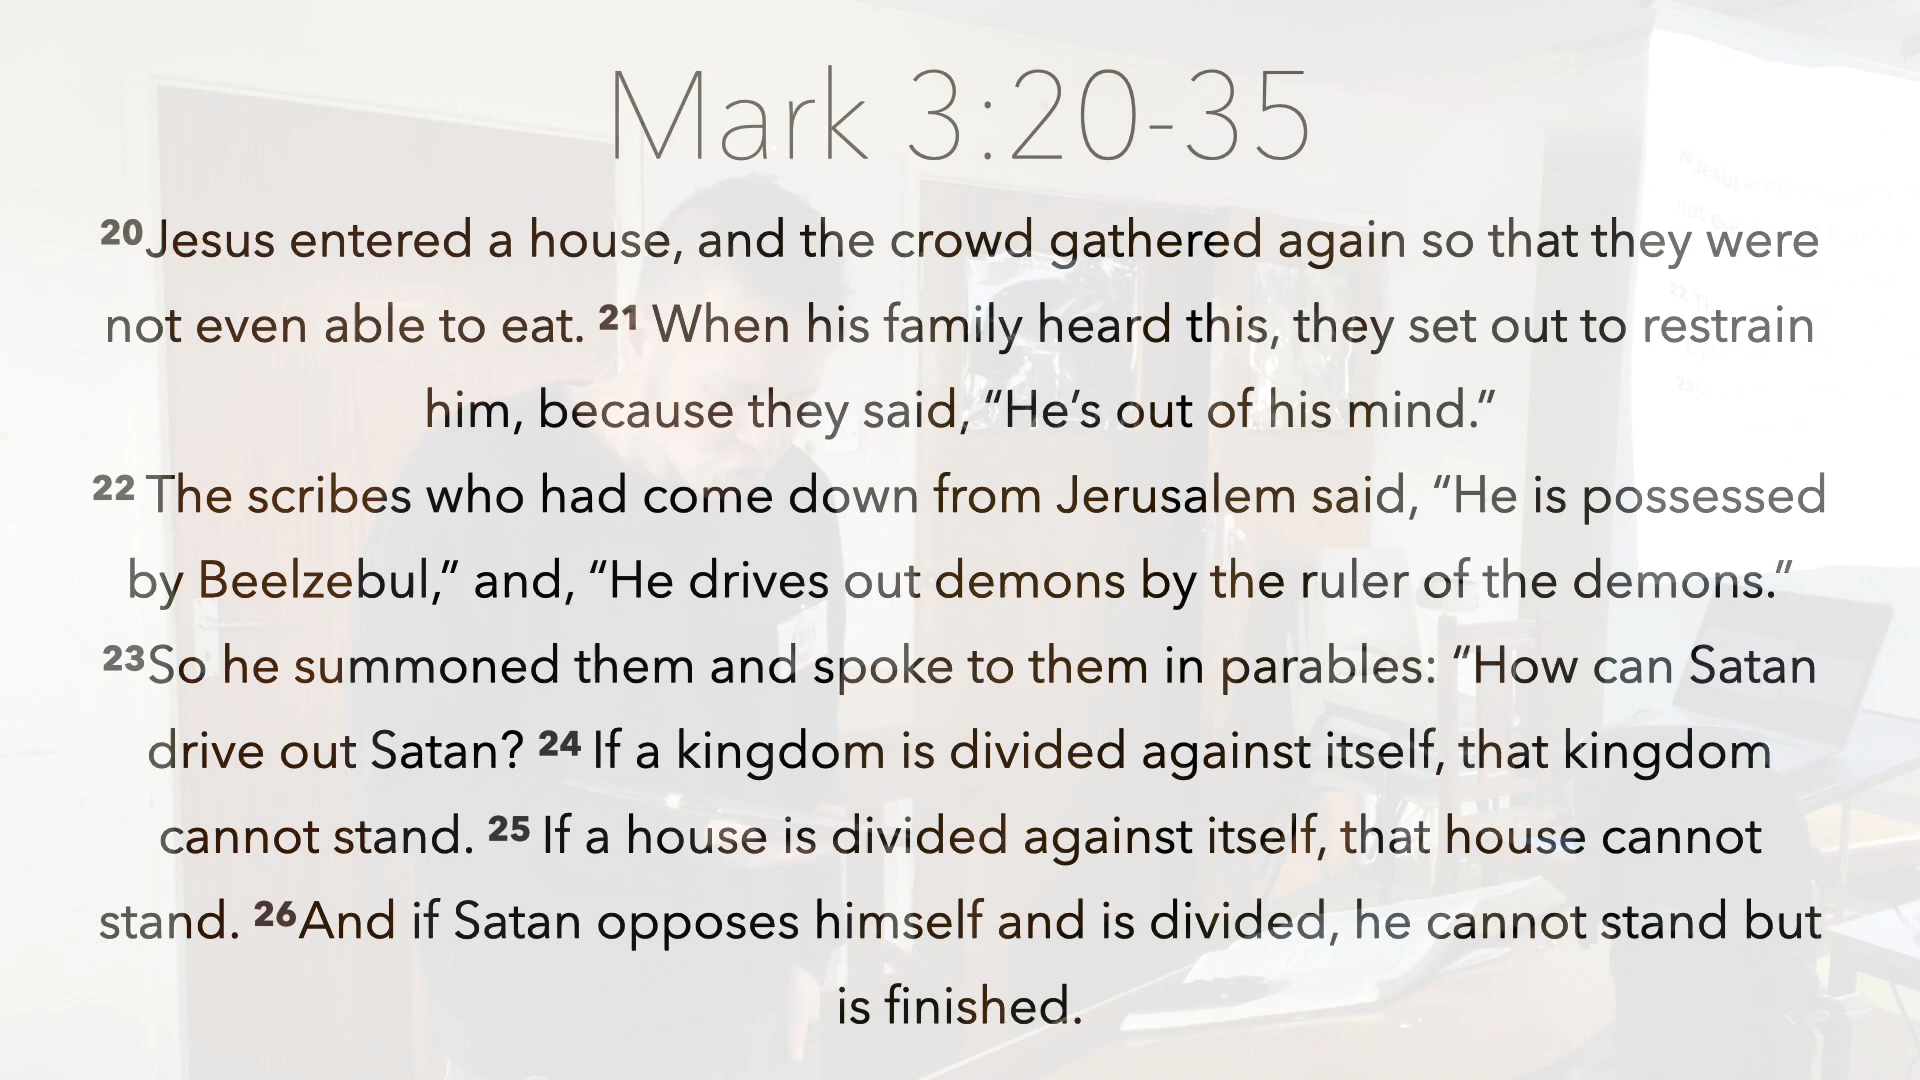 Mark 3:20-35
20Jesus entered a house, and the crowd gathered again so that they were
not even able to eat. 21 When his family heard this, they set out to restrain
him, because they said, “He’s out of his mind.”
22 The scribes who had come down from Jerusalem said, “He is possessed
by Beelzebul,” and, “He drives out demons by the ruler of the demons.”
23So he summoned them and spoke to them in parables: “How can Satan
drive out Satan? 24 If a kingdom is divided against itself, that kingdom
cannot stand. 25 If a house is divided against itself, that house cannot
stand. 26And if Satan opposes himself and is divided, he cannot stand but
is finished.
20 Jesus
not
22
23